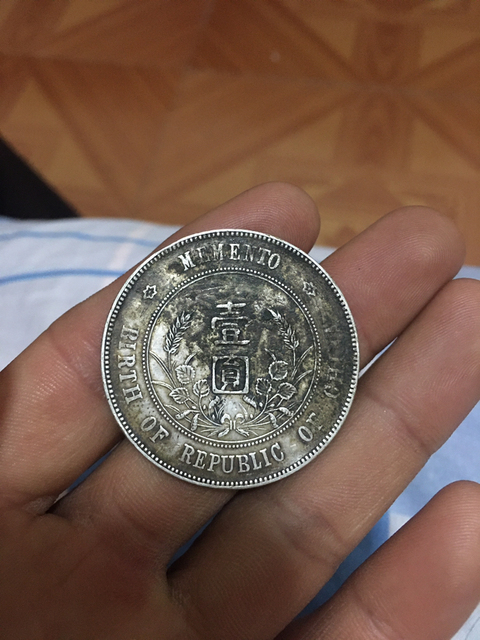 MEMENTO
壹
圓
BIRTH OF REPUBLIC OF CHINA